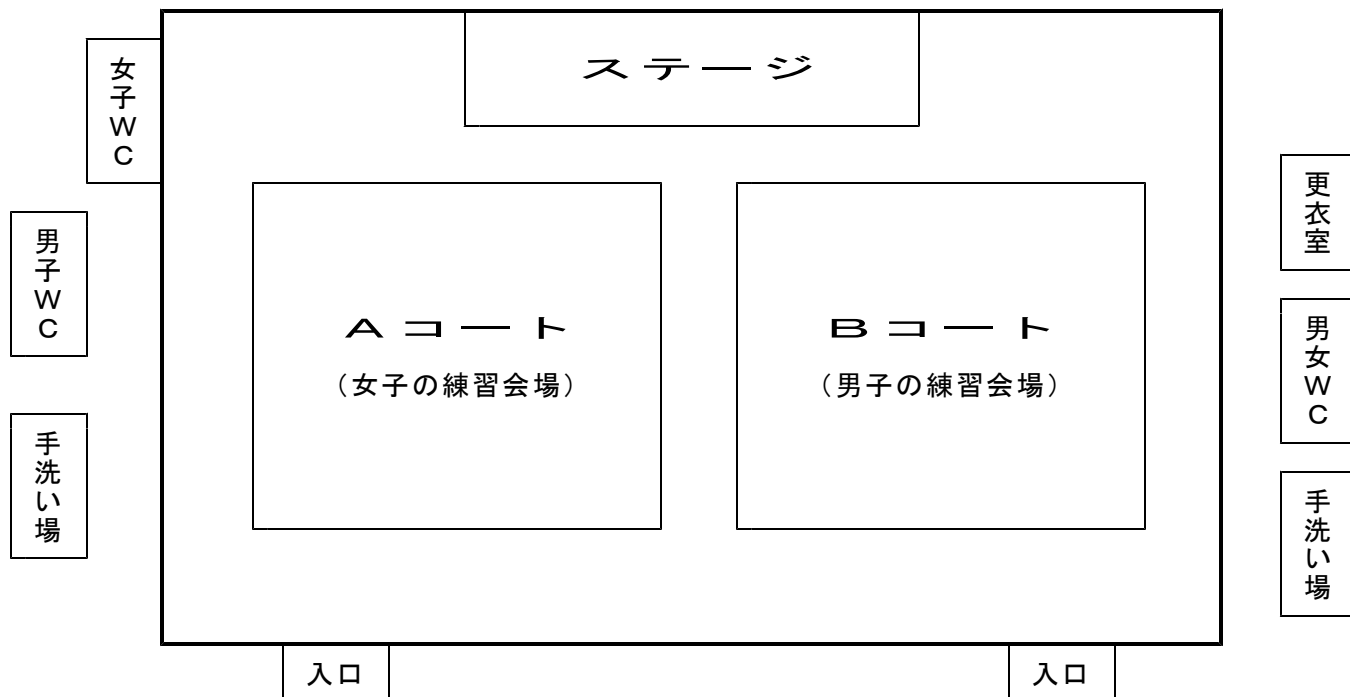 ステージ
女子ＷＣ
更衣室
男子ＷＣ
男女ＷＣ
Ａコート
（女子の練習会場）
Ｂコート
（男子の練習会場）
手洗い場
手洗い場
入口
入口